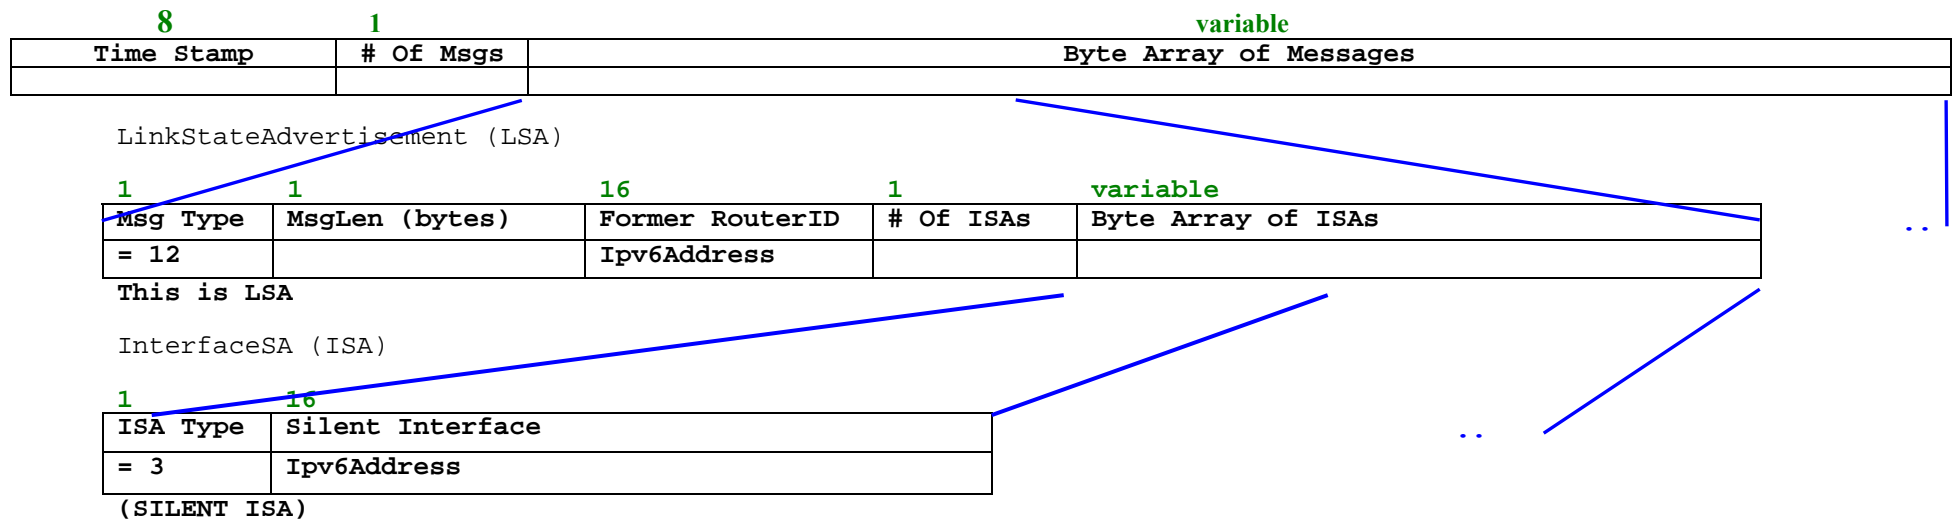 8 1 variable
Time Stamp # Of Msgs Byte Array of Messages
LinkStateAdvertisement (LSA)
1 1 16 1 variable
Msg Type MsgLen (bytes) Former RouterID # Of ISAs Byte Array of ISAs
..
= 12 Ipv6Address
This is LSA
InterfaceSA (ISA)
1 16
ISA Type Silent Interface
..
= 3 Ipv6Address
(SILENT ISA)